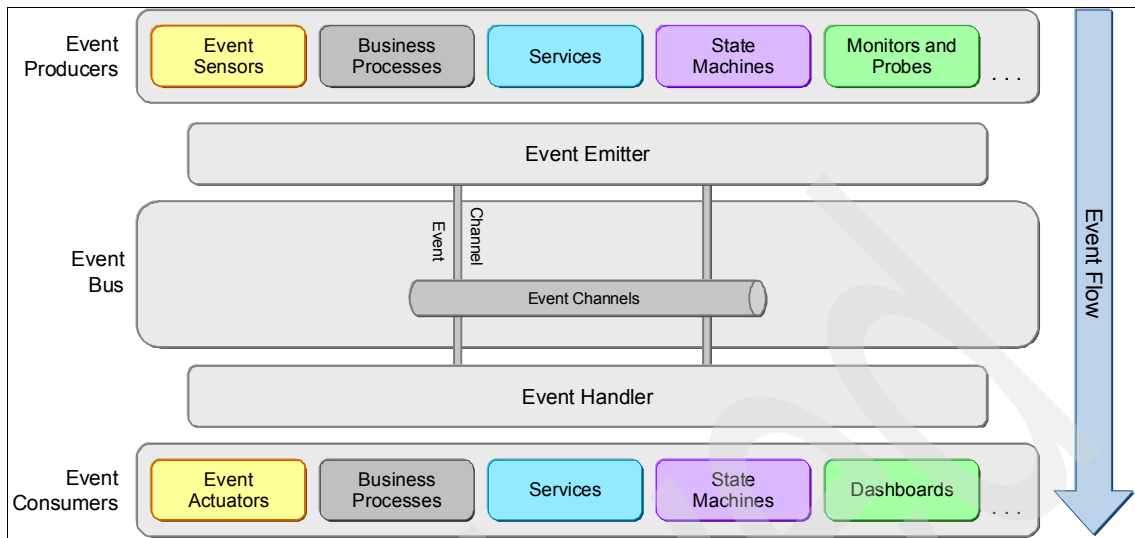 Event
Producers
Event
Sensors
Business
Processes
Services
State
Machines
Monitors and
Probes
. . .
Event Emitter
Event
Channel
Event
Bus
Event Channels
Event Handler
Event
Consumers
Event
Actuators
Business
Processes
Services
State
Machines
Dashboards
. . .
Event Flow